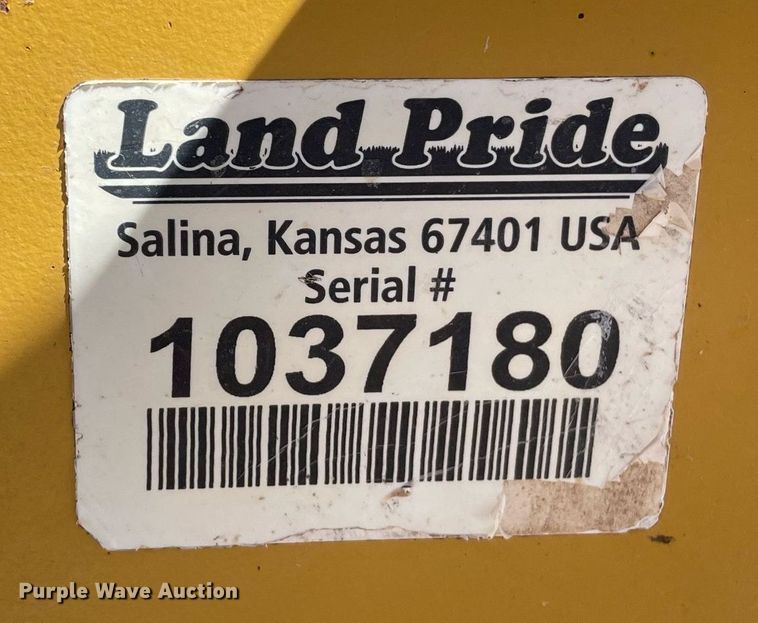 Land Pride
Salina, Kansas 67401 USA
Serial #
1037180
Purple Wave Auction